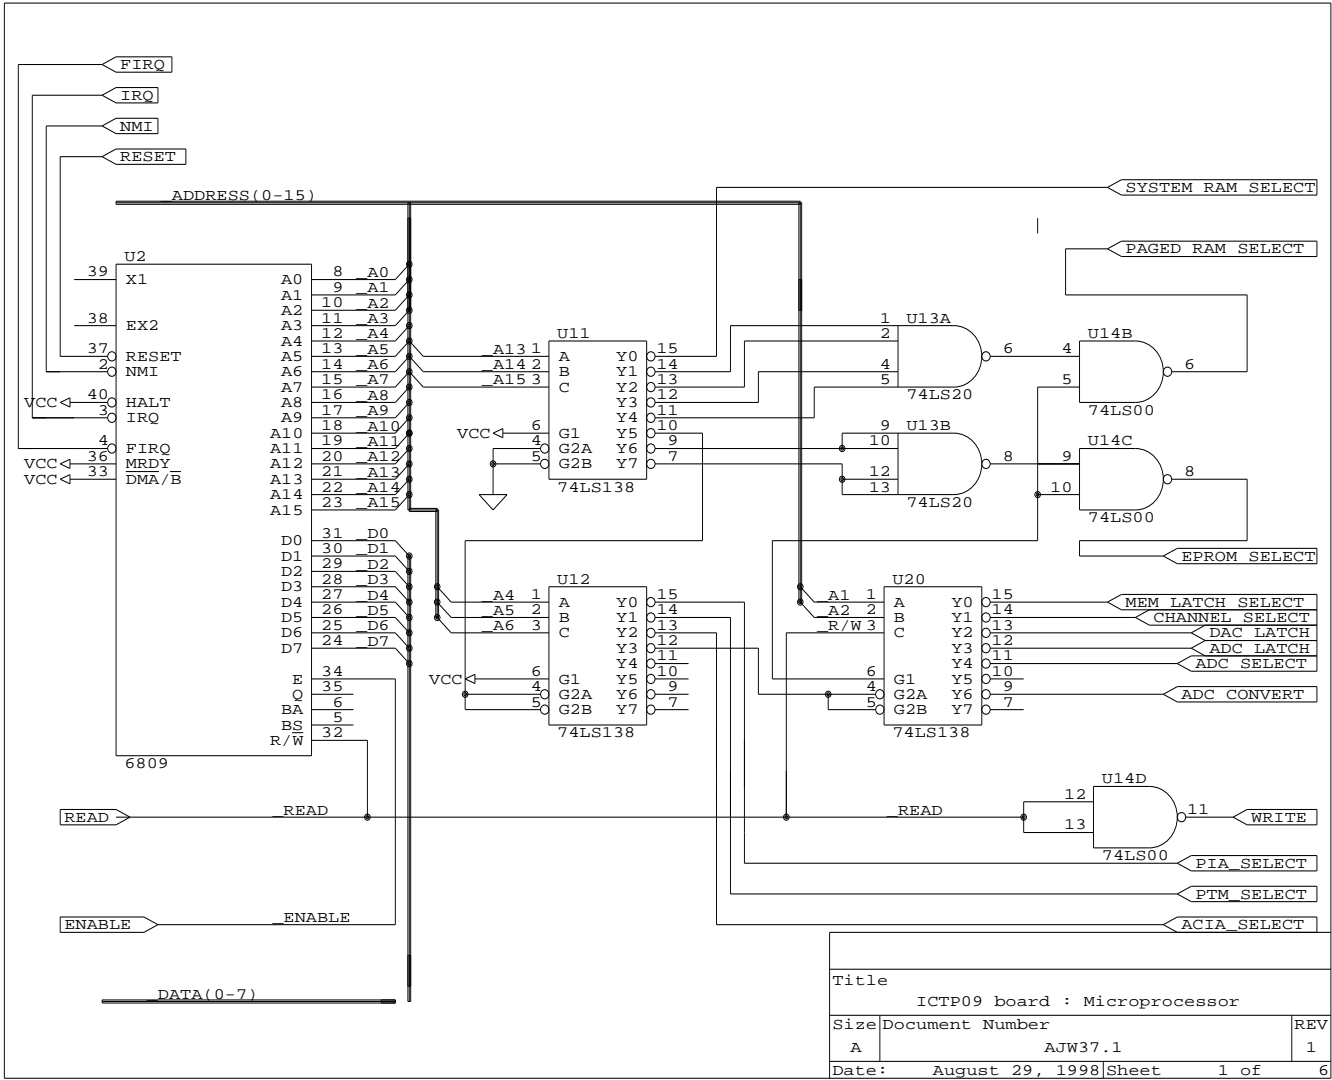 FIRQ
IRQ
NMI
RESET
_ADDRESS(0-15)
SYSTEM RAM SELECT
PAGED RAM SELECT
U2
39 X1
38 EX2
37 RESET
2 NMI
VCC 40 HALT
3 IRQ
4 FIRQ
VCC 36 MRDY
VCC 33 DMA/B
A0 8 _A0
A1 9 _A1
A2 10 _A2
A3 11 _A3
A4 12 _A4
A5 13 _A5
A6 14 _A6
A7 15 _A7
A8 16 _A8
A9 17 _A9
A10 18 _A10
A11 19 _A11
A12 20 _A12
A13 21 _A13
A14 22 _A14
A15 23 _A15
D0 31 _D0
D1 30 _D1
D2 29 _D2
D3 28 _D3
D4 27 _D4
D5 26 _D5
D6 25 _D6
D7 24 _D7
E 34
Q 35
BA 6
BS 5
R/W 32
6809
U11
_A13 1 A Y0 15
_A14 2 B Y1 14
_A15 3 C Y2 13
Y3 12
Y4 11
VCC 6 G1 Y5 10
4 G2A Y6 9
5 G2B Y7 7
74LS138
U13A
1
2
4
5
6
74LS20
U13B
9
10
12
13
8
74LS20
U14B
4
5
6
74LS00
U14C
9
10
8
74LS00
EPROM SELECT
U12
_A4 1 A Y0 15
_A5 2 B Y1 14
_A6 3 C Y2 13
Y3 12
Y4 11
VCC 6 G1 Y5 10
4 G2A Y6 9
5 G2B Y7 7
74LS138
U20
_A1 1 A Y0 15 MEM LATCH SELECT
_A2 2 B Y1 14 CHANNEL SELECT
_R/W 3 C Y2 13 DAC LATCH
Y3 12 ADC LATCH
Y4 11 ADC SELECT
6 G1 Y5 10
4 G2A Y6 9 ADC CONVERT
5 G2B Y7 7
74LS138
READ _READ _READ
U14D
12
13
11 WRITE
74LS00
PIA_SELECT
PTM_SELECT
ENABLE _ENABLE
ACIA_SELECT
_DATA(0-7)
Title
ICTP09 board : Microprocessor
Size Document Number REV
A AJW37.1 1
Date: August 29, 1998 Sheet 1 of 6